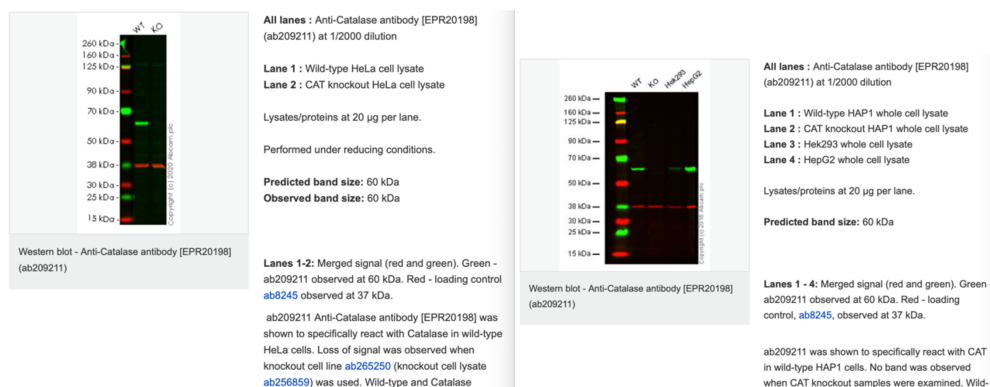 WT KO
260 kDa
160 kDa
125 kDa
90 kDa
70 kDa
50 kDa
38 kDa
30 kDa
25 kDa
15 kDa
Copyright (c) 2020 Abcam plc
Western blot - Anti-Catalase antibody [EPR20198]
(ab209211)
All lanes : Anti-Catalase antibody [EPR20198]
(ab209211) at 1/2000 dilution
Lane 1 : Wild-type HeLa cell lysate
Lane 2 : CAT knockout HeLa cell lysate
Lysates/proteins at 20 µg per lane.
Performed under reducing conditions.
Predicted band size: 60 kDa
Observed band size: 60 kDa
Lanes 1-2: Merged signal (red and green). Green -
ab209211 observed at 60 kDa. Red - loading control
ab8245 observed at 37 kDa.
ab209211 Anti-Catalase antibody [EPR20198] was
shown to specifically react with Catalase in wild-type
HeLa cells. Loss of signal was observed when
knockout cell line ab265250 (knockout cell lysate
ab256859) was used. Wild-type and Catalase
WT KO Hek293 HepG2
260 kDa
160 kDa
125 kDa
90 kDa
70 kDa
50 kDa
38 kDa
30 kDa
25 kDa
15 kDa
Copyright (c) 2018 Abcam plc
Western blot - Anti-Catalase antibody [EPR20198]
(ab209211)
All lanes : Anti-Catalase antibody [EPR20198]
(ab209211) at 1/2000 dilution
Lane 1 : Wild-type HAP1 whole cell lysate
Lane 2 : CAT knockout HAP1 whole cell lysate
Lane 3 : Hek293 whole cell lysate
Lane 4 : HepG2 whole cell lysate
Lysates/proteins at 20 µg per lane.
Predicted band size: 60 kDa
Lanes 1 - 4: Merged signal (red and green). Green
ab209211 observed at 60 kDa. Red - loading
control, ab8245, observed at 37 kDa.
ab209211 was shown to specifically react with CAT
in wild-type HAP1 cells. No band was observed
when CAT knockout samples were examined. Wild-